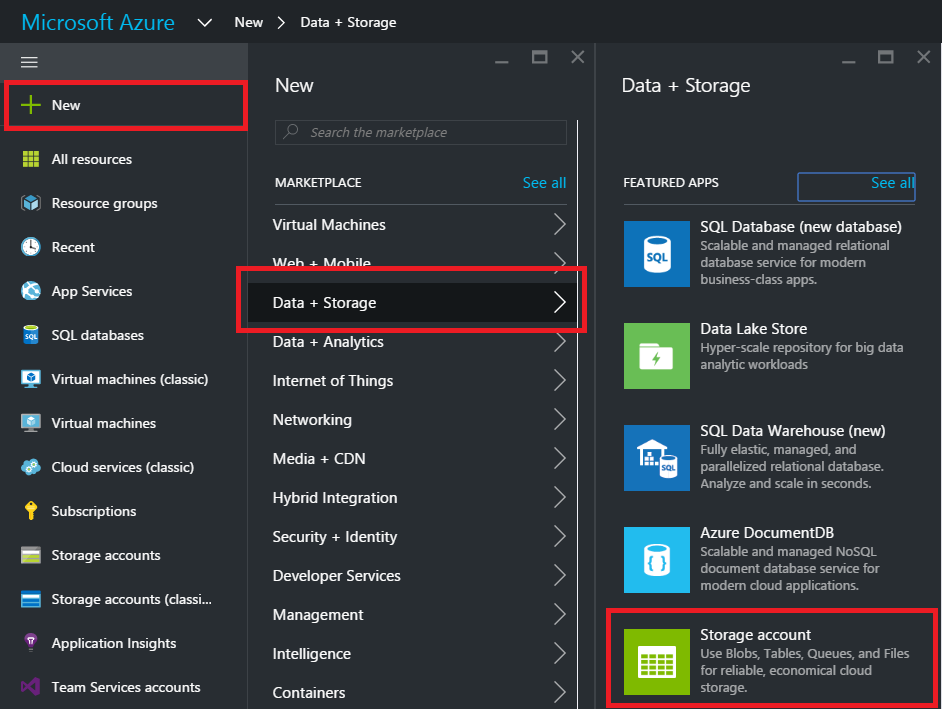 Microsoft Azure New Data + Storage
New
All resources
Resource groups
Recent
App Services
SQL databases
Virtual machines (classic)
Virtual machines
Cloud services (classic)
Subscriptions
Storage accounts
Storage accounts (classi...
Application Insights
Team Services accounts
New
Search the marketplace
MARKETPLACE See all
Virtual Machines
Web + Mobile
Data + Storage
Data + Analytics
Internet of Things
Networking
Media + CDN
Hybrid Integration
Security + Identity
Developer Services
Management
Intelligence
Containers
Data + Storage
FEATURED APPS See all
SQL
SQL Database (new database)
Scalable and managed relational
database service for modern
business-class apps.
Data Lake Store
Hyper-scale repository for big data
analytic workloads
SQL
SQL Data Warehouse (new)
Fully elastic, managed, and
parallelized relational database.
Analyze and scale in seconds.
{ }
Azure DocumentDB
Scalable and managed NoSQL
document database service for
modern cloud applications.
Storage account
Use Blobs, Tables, Queues, and Files
for reliable, economical cloud
storage.